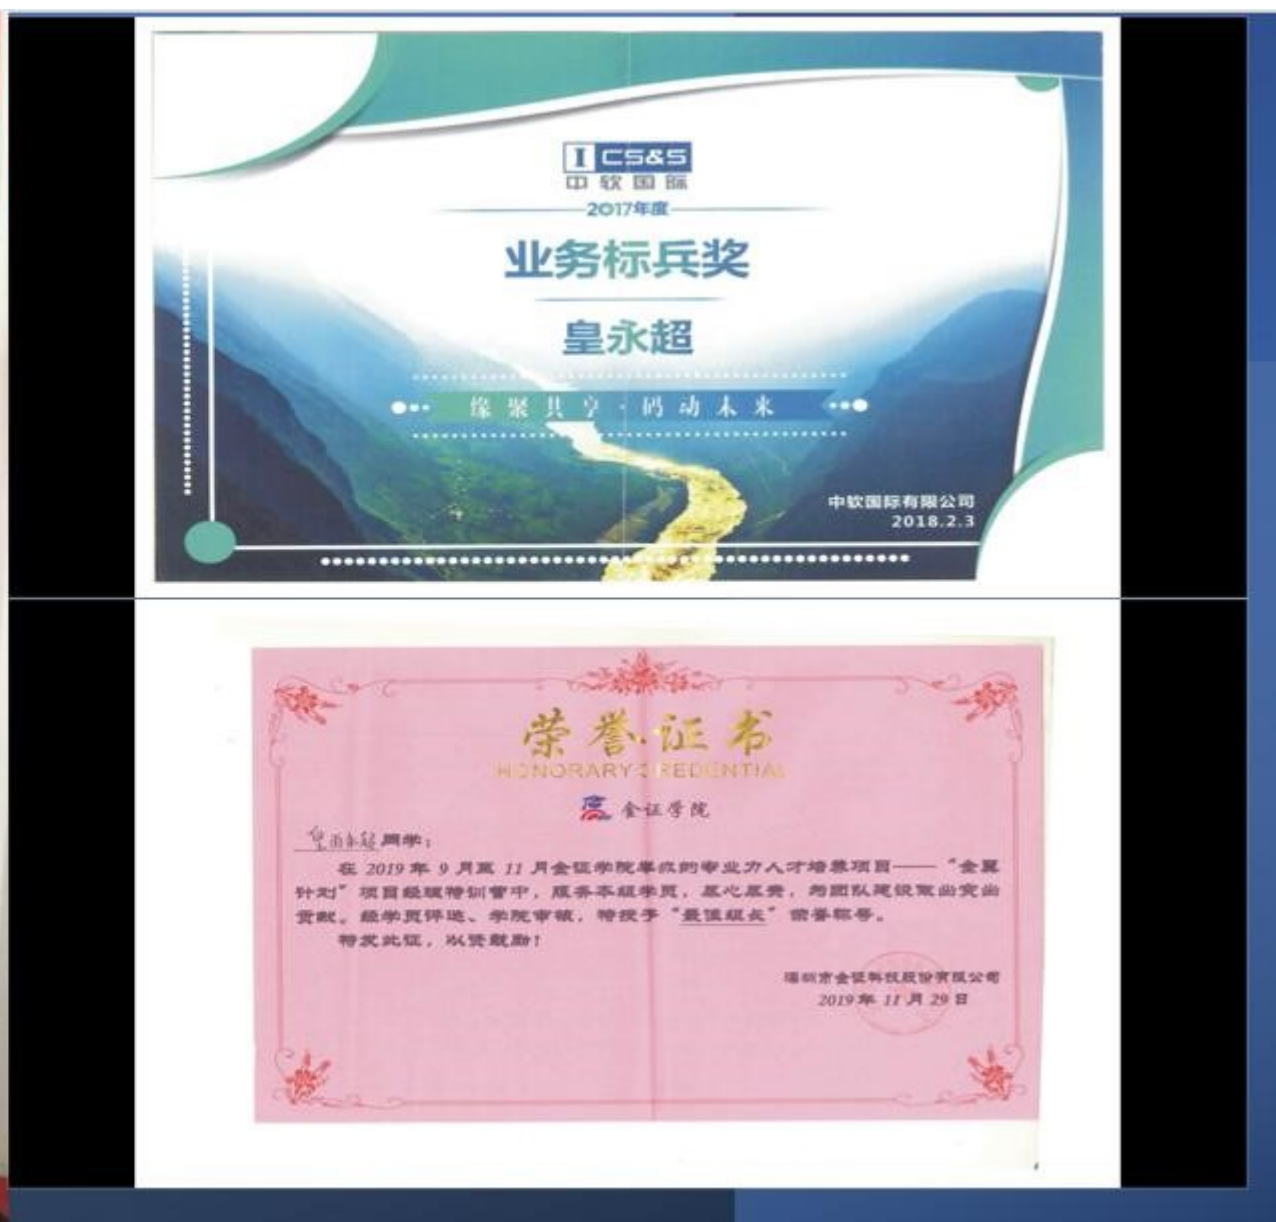 I CS&S
中软国际
2017年度
业务标兵奖
皇永超
缘聚共享·码动未来
中软国际有限公司
2018.2.3
荣誉证书
HONORARY CREDENTIAL
金证学院
皇甫永超同学:
在 2019 年 9 月至 11 月金证学院举办的专业力人才培养项目——“金翼
计划”项目经理特训营中,服务本组学员,尽心尽责,为团队建设做出突出
贡献。经学员评选、学院审核,特授予“最佳组长”荣誉称号。
特发此证,以资鼓励!
深圳市金证科技股份有限公司
2019 年 11 月 29 日